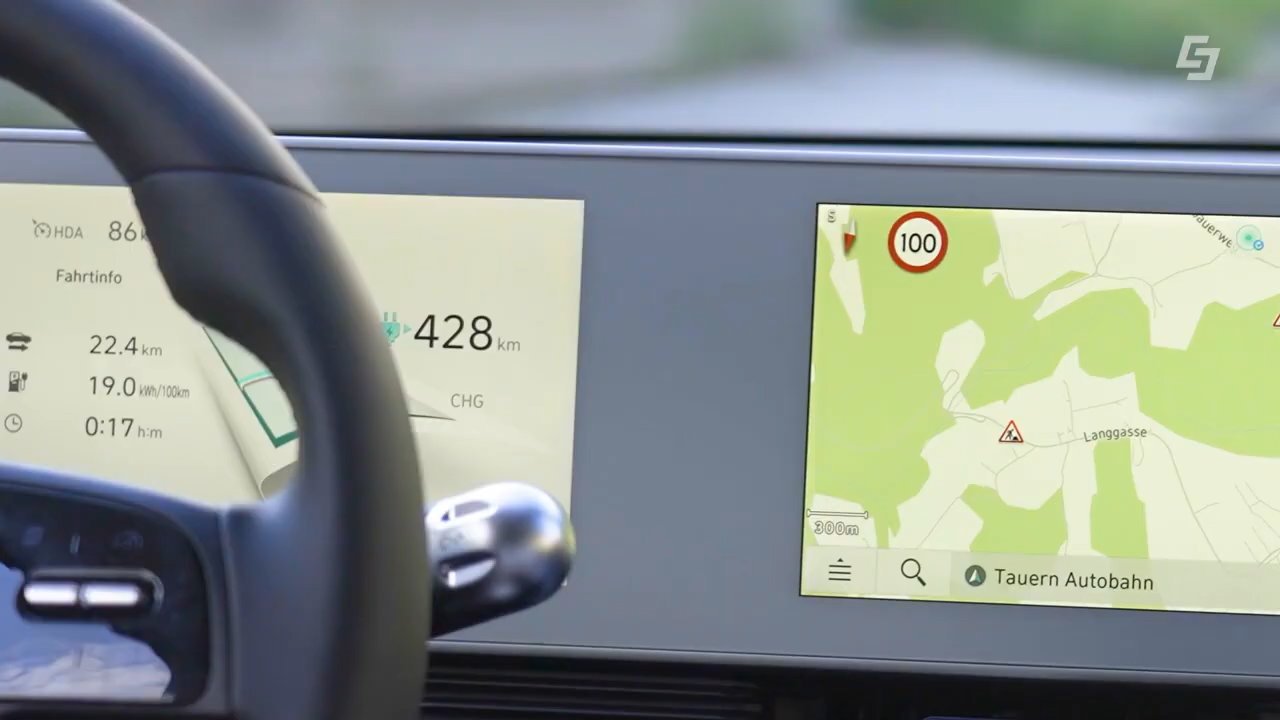 HDA 86
Fahrtinfo
22.4 km
19.0 kWh/100km
0:17 h:m
428 km
CHG
S
100
Langgasse
300m
Tauern Autobahn